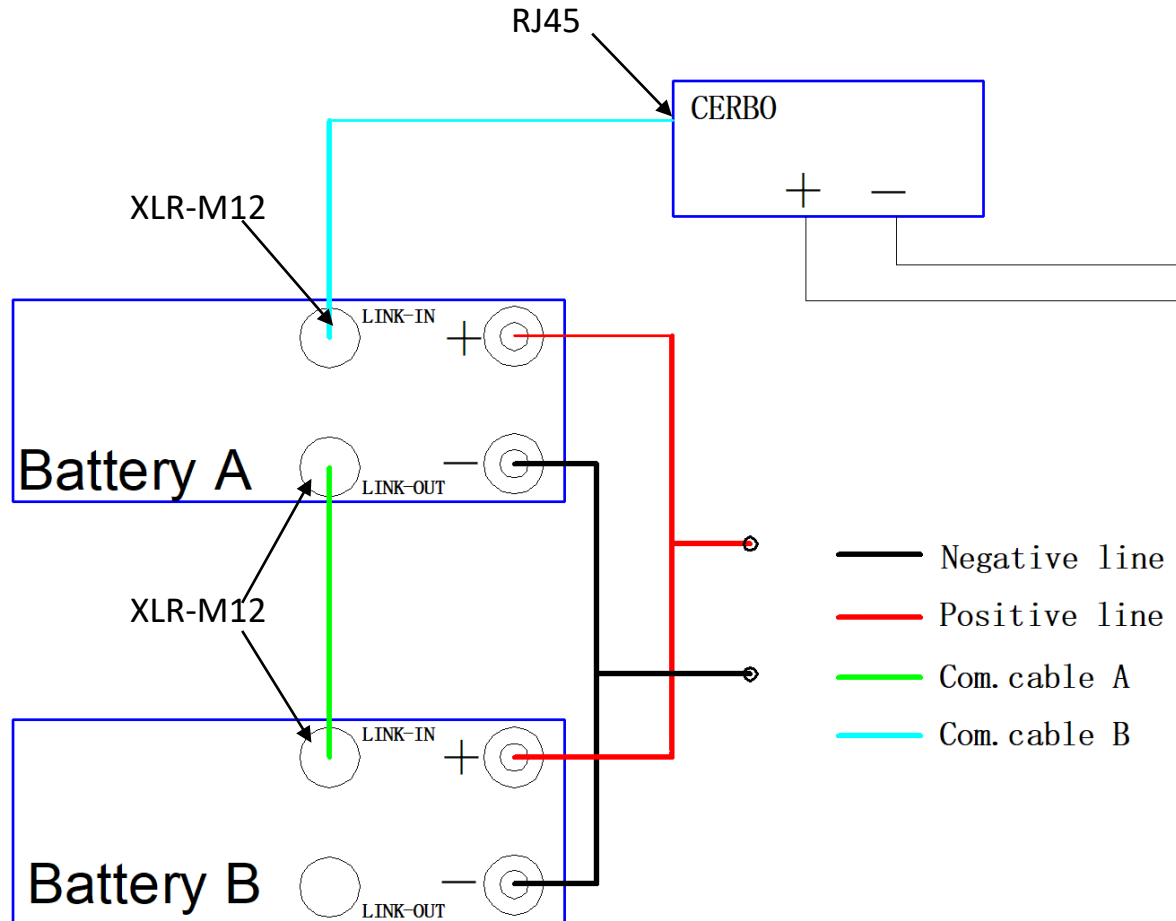 RJ45
CERBO
+ −
XLR-M12
LINK-IN
+
Battery A
−
LINK-OUT
XLR-M12
Negative line
Positive line
Com.cable A
Com.cable B
LINK-IN
+
Battery B
−
LINK-OUT